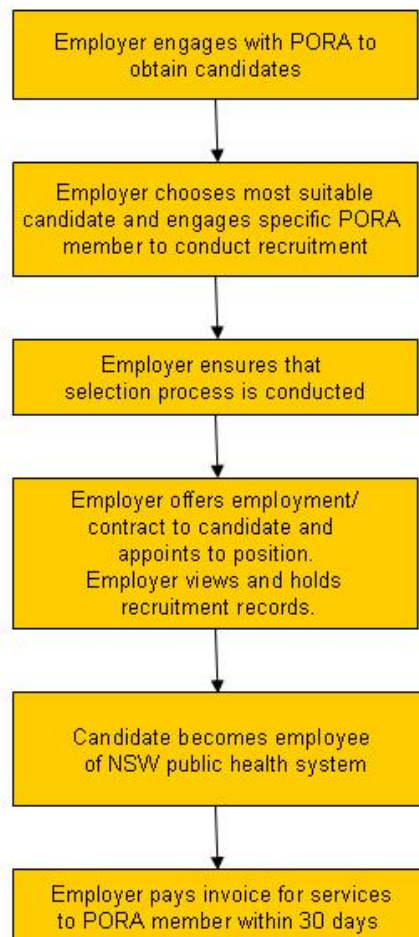 Employer engages with PORA to
obtain candidates
Employer chooses most suitable
candidate and engages specific PORA
member to conduct recruitment
Employer ensures that
selection process is conducted
Employer offers employment/
contract to candidate and
appoints to position.
Employer views and holds
recruitment records.
Candidate becomes employee
of NSW public health system
Employer pays invoice for services
to PORA member within 30 days